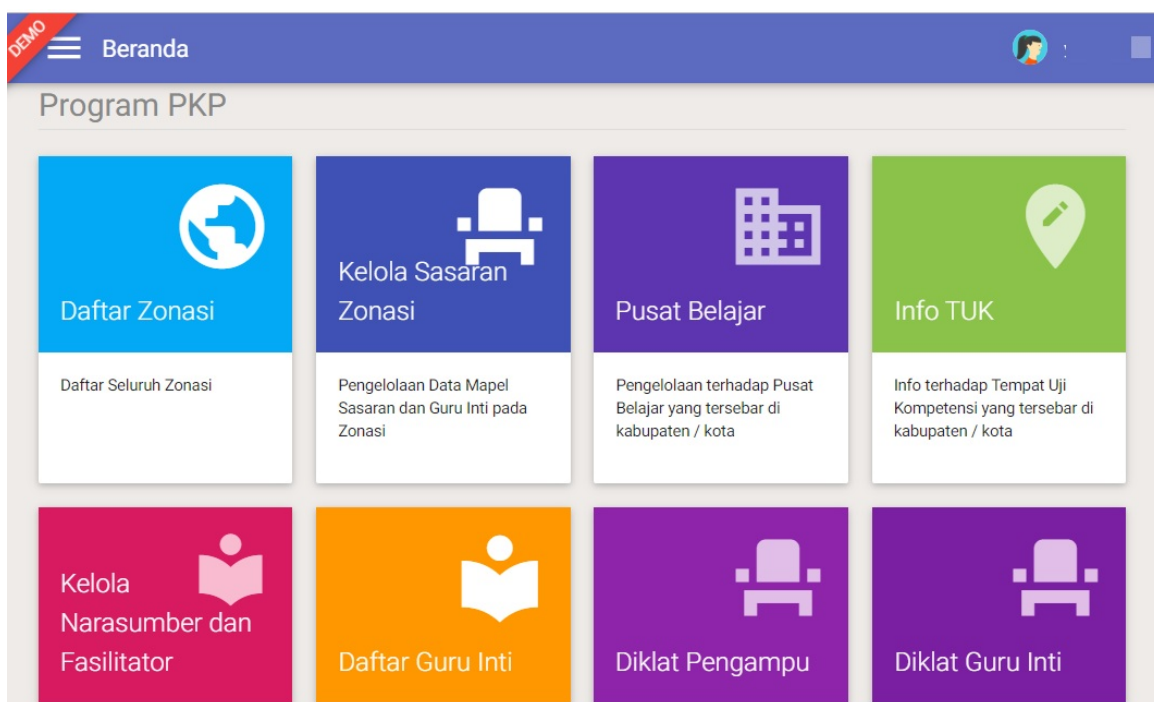 DEMO
Beranda
Program PKP
Daftar Zonasi
Daftar Seluruh Zonasi
Kelola Sasaran
Zonasi
Pengelolaan Data Mapel
Sasaran dan Guru Inti pada
Zonasi
Pusat Belajar
Pengelolaan terhadap Pusat
Belajar yang tersebar di
kabupaten / kota
Info TUK
Info terhadap Tempat Uji
Kompetensi yang tersebar di
kabupaten / kota
Kelola
Narasumber dan
Fasilitator
Daftar Guru Inti
Diklat Pengampu
Diklat Guru Inti